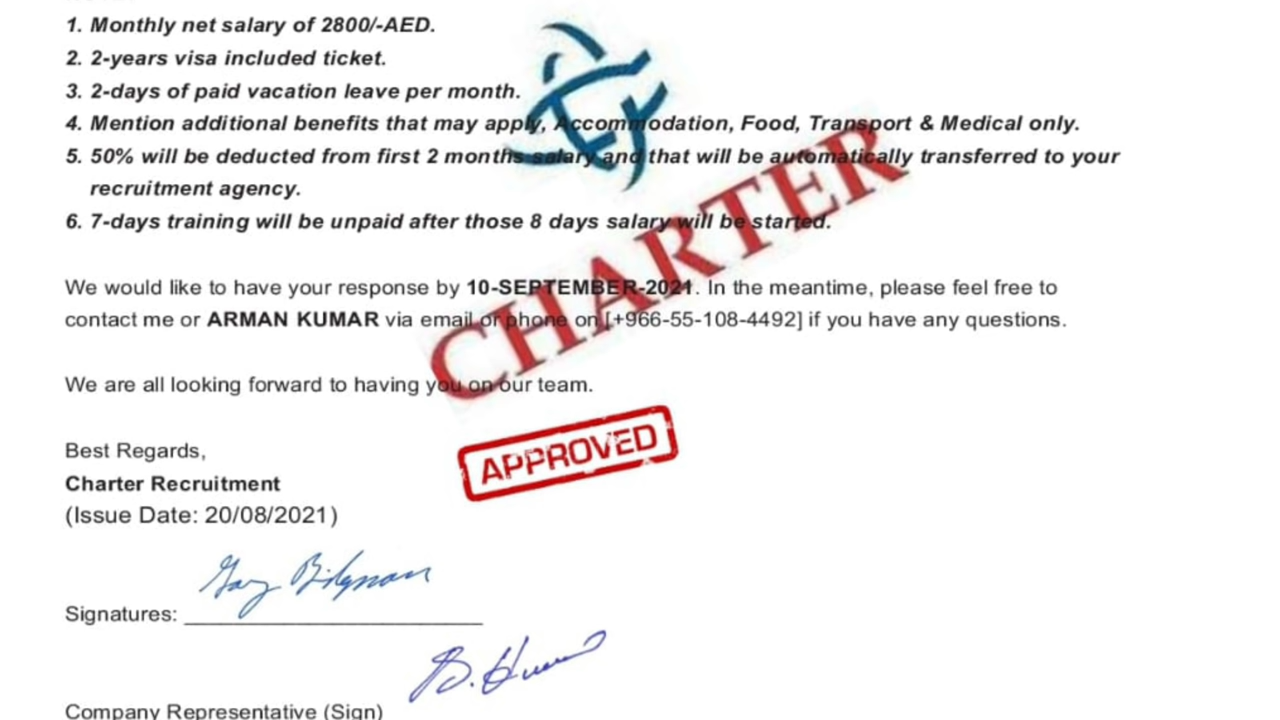 1. Monthly net salary of 2800/-AED.
2. 2-years visa included ticket.
3. 2-days of paid vacation leave per month.
4. Mention additional benefits that may apply, Accommodation, Food, Transport & Medical only.
5. 50% will be deducted from first 2 months salary and that will be automatically transferred to your
recruitment agency.
6. 7-days training will be unpaid after those 8 days salary will be started.
CHARTER
We would like to have your response by 10-SEPTEMBER-2021. In the meantime, please feel free to
contact me or ARMAN KUMAR via email or phone on [+966-55-108-4492] if you have any questions.
We are all looking forward to having you on our team.
APPROVED
Best Regards,
Charter Recruitment
(Issue Date: 20/08/2021)
Signatures:
Company Representative (Sign)